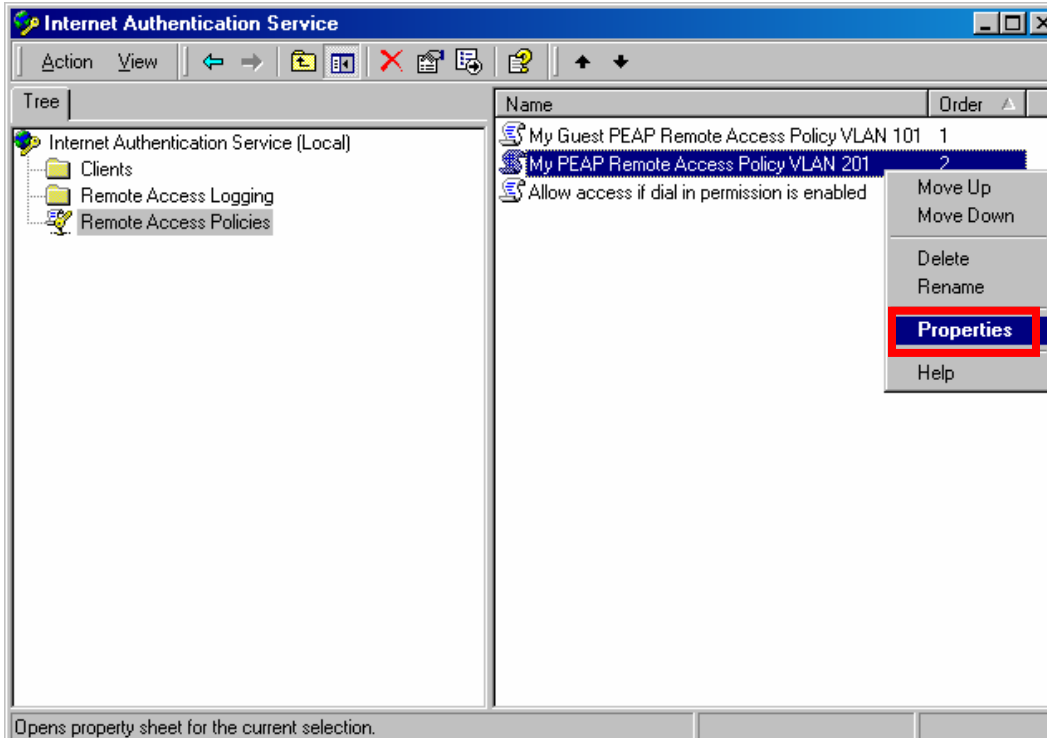 Internet Authentication Service
Action View
Tree
Name Order
Internet Authentication Service (Local)
Clients
Remote Access Logging
Remote Access Policies
My Guest PEAP Remote Access Policy VLAN 101 1
My PEAP Remote Access Policy VLAN 201 2
Allow access if dial in permission is enabled
Move Up
Move Down
Delete
Rename
Properties
Help
Opens property sheet for the current selection.